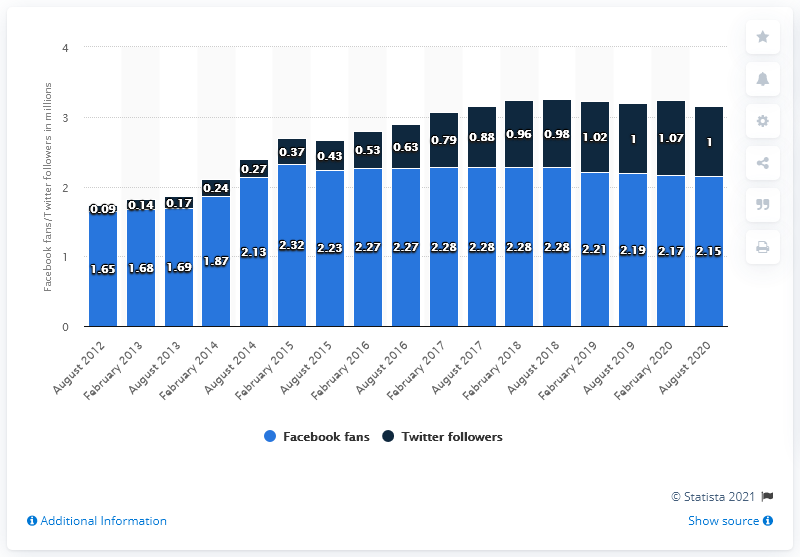 4
3
2
1
0
Facebook fans/Twitter followers in millions
0.09 0.14 0.17 0.24 0.27 0.37 0.43 0.53 0.63 0.79 0.88 0.96 0.98 1.02 1 1.07 1
1.65 1.68 1.69 1.87 2.13 2.32 2.23 2.27 2.27 2.28 2.28 2.28 2.28 2.21 2.19 2.17 2.15
August 2012
February 2013
August 2013
February 2014
August 2014
February 2015
August 2015
February 2016
August 2016
February 2017
August 2017
February 2018
August 2018
February 2019
August 2019
February 2020
August 2020
Facebook fans Twitter followers
© Statista 2021
Additional Information Show source